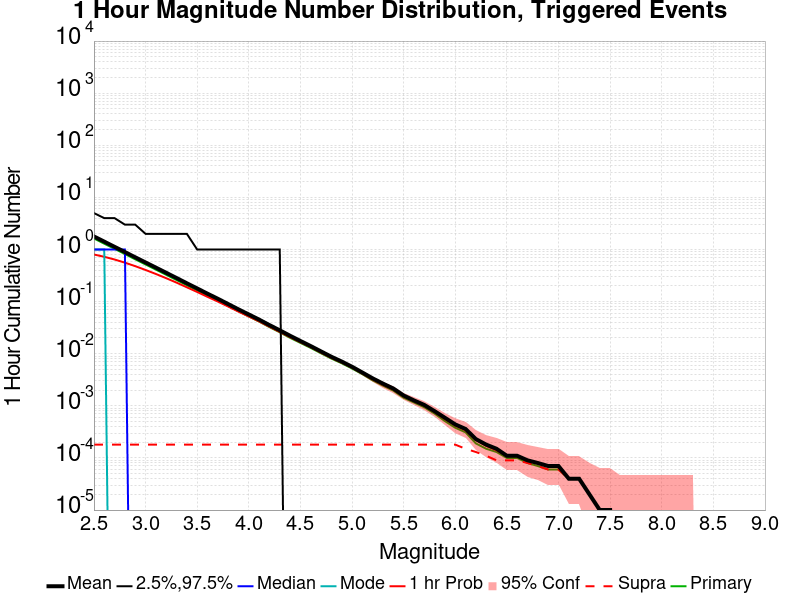 1 Hour Magnitude Number Distribution, Triggered Events
1 Hour Cumulative Number
10^4
10^3
10^2
10^1
10^0
10^-1
10^-2
10^-3
10^-4
10^-5
2.5 3.0 3.5 4.0 4.5 5.0 5.5 6.0 6.5 7.0 7.5 8.0 8.5 9.0
Magnitude
Mean 2.5%,97.5% Median Mode 1 hr Prob 95% Conf Supra Primary